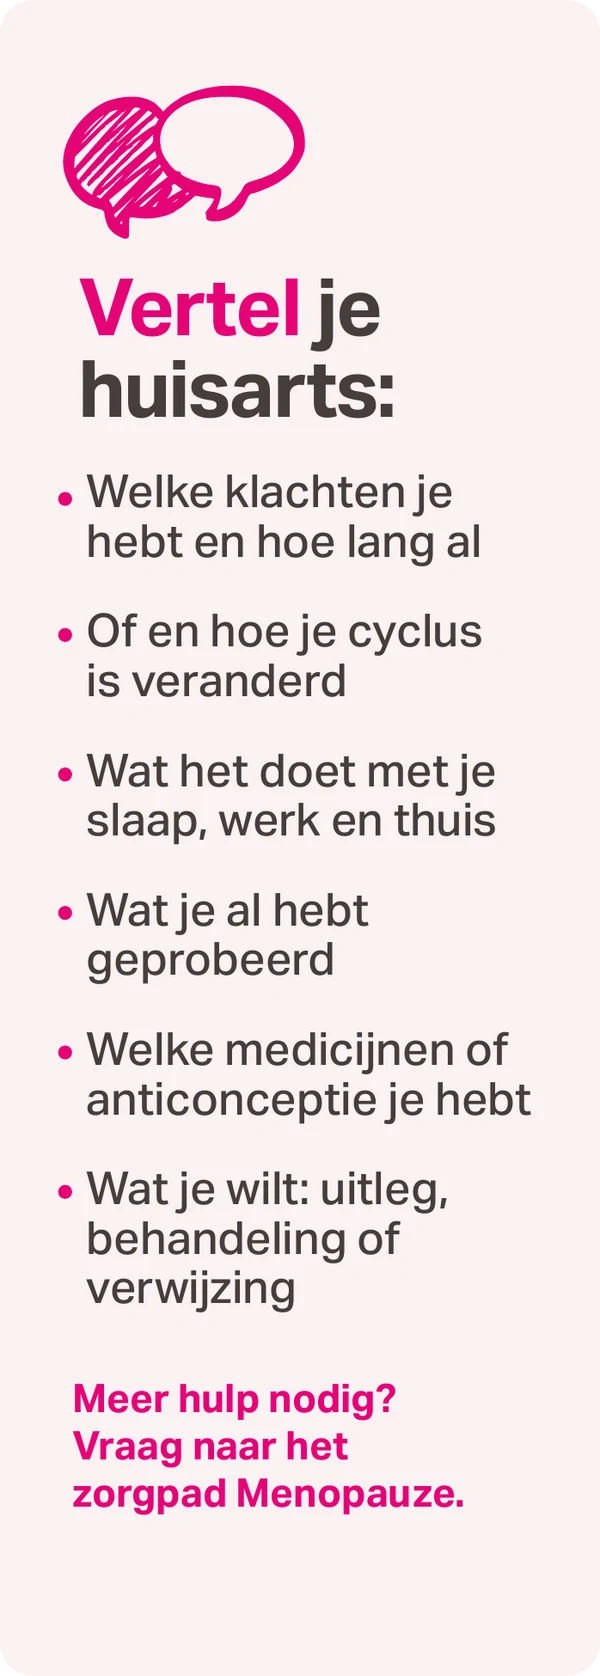 Vertel je
huisarts:
• Welke klachten je
hebt en hoe lang al
• Of en hoe je cyclus
is veranderd
• Wat het doet met je
slaap, werk en thuis
• Wat je al hebt
geprobeerd
• Welke medicijnen of
anticonceptie je hebt
• Wat je wilt: uitleg,
behandeling of
verwijzing
Meer hulp nodig?
Vraag naar het
zorgpad Menopauze.